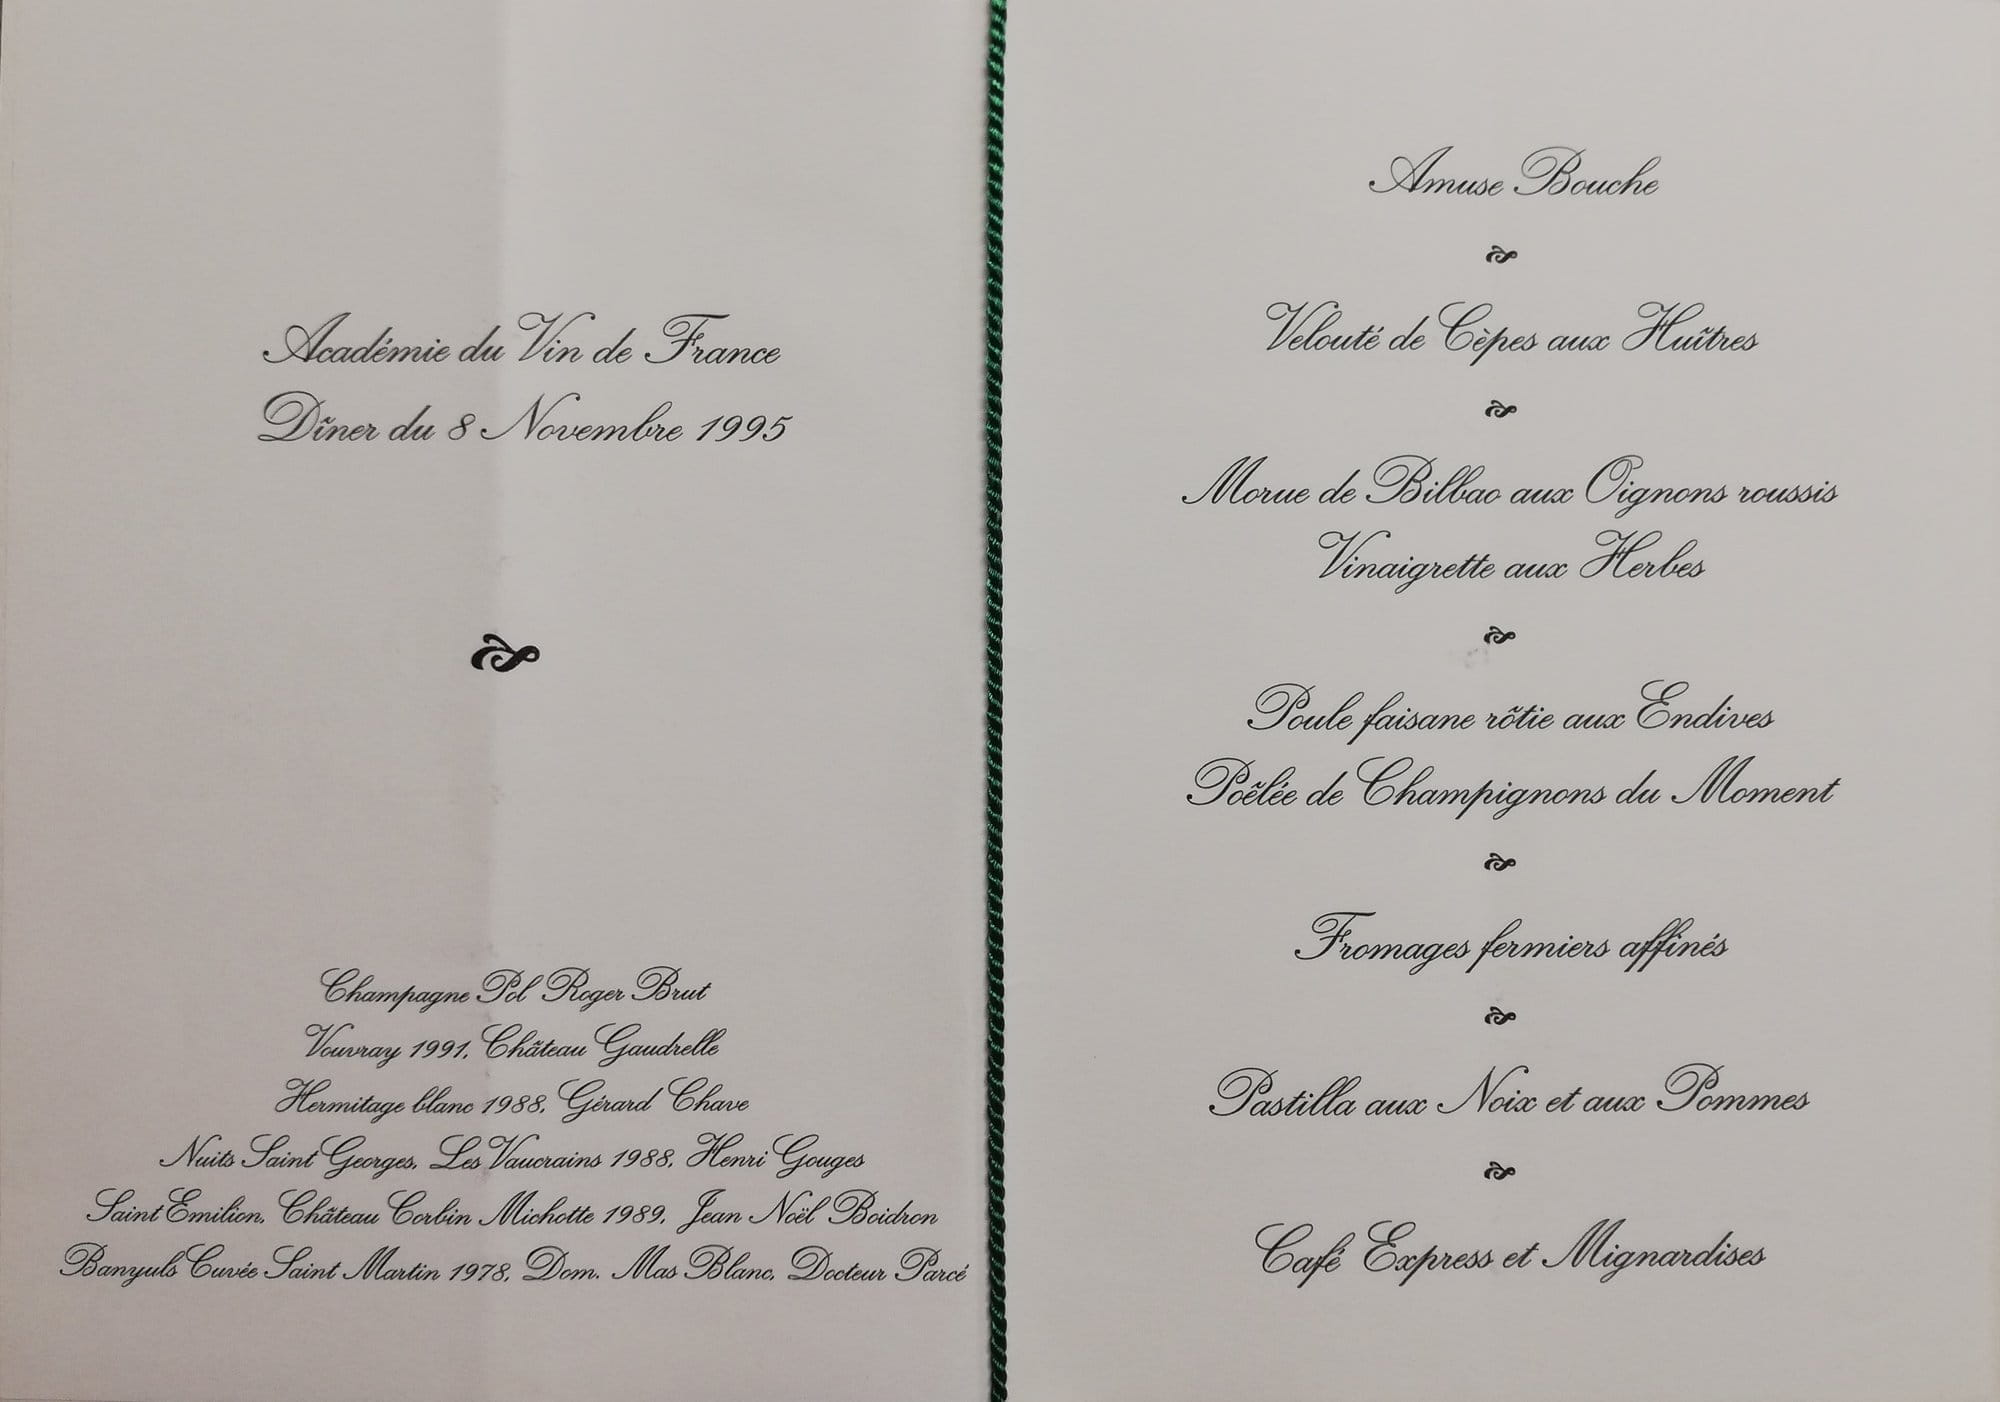 Académie du Vin de France
Dîner du 8 Novembre 1995
Champagne Pol Roger Brut
Vouvray 1991, Château Gaudrelle
Hermitage blanc 1988, Gérard Chave
Nuits Saint Georges, Les Vaucrains 1988, Henri Gouges
Saint Emilion, Château Corbin Michotte 1989, Jean Noël Boidron
Banyuls Cuvée Saint Martin 1978, Dom. Mas Blanc, Docteur Parcé
Amuse Bouche
Velouté de Cèpes aux Huîtres
Morue de Bilbao aux Oignons roussis
Vinaigrette aux Herbes
Poule faisane rôtie aux Endives
Poêlée de Champignons du Moment
Fromages fermiers affinés
Pastilla aux Noix et aux Pommes
Café Express et Mignardises